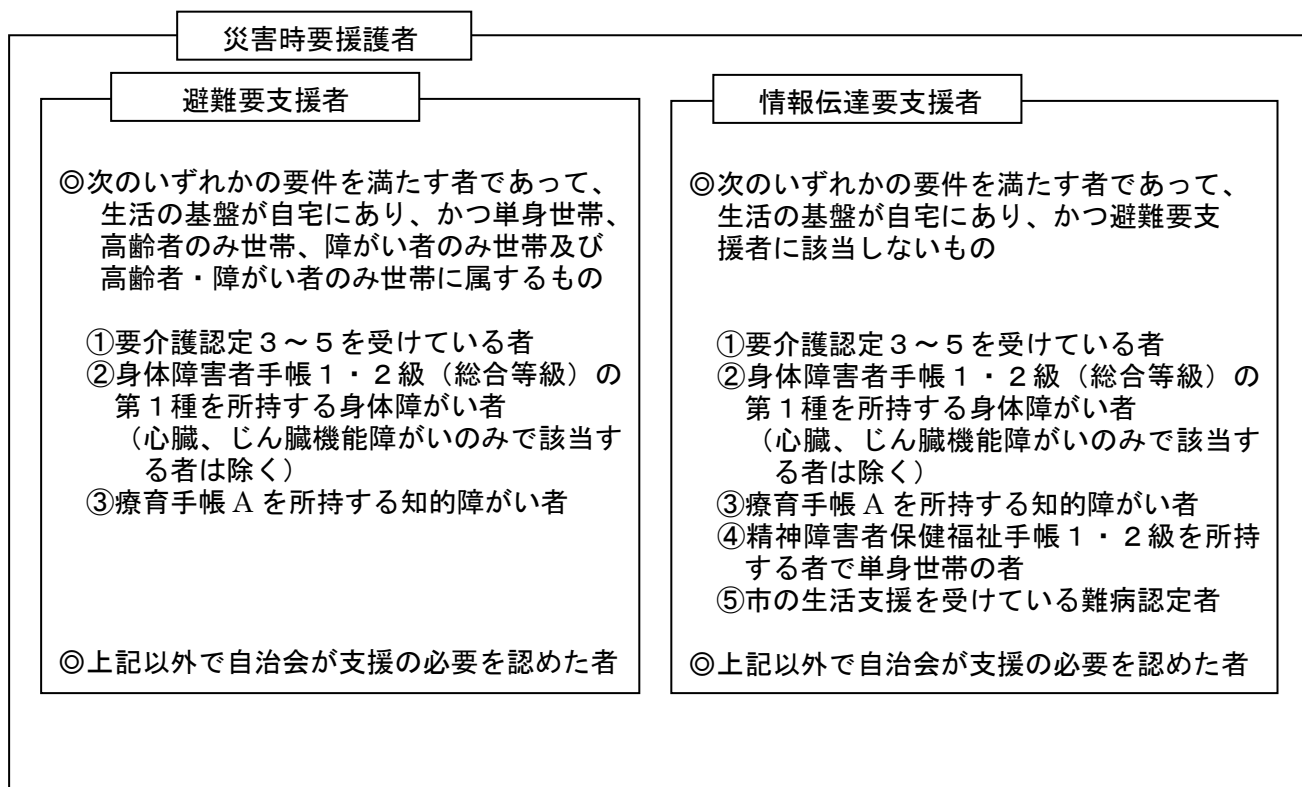 災害時要援護者
避難要支援者
◎次のいずれかの要件を満たす者であって、
生活の基盤が自宅にあり、かつ単身世帯、
高齢者のみ世帯、障がい者のみ世帯及び
高齢者・障がい者のみ世帯に属するもの
①要介護認定３～５を受けている者
②身体障害者手帳１・２級（総合等級）の
第１種を所持する身体障がい者
（心臓、じん臓機能障がいのみで該当す
る者は除く）
③療育手帳 A を所持する知的障がい者
◎上記以外で自治会が支援の必要を認めた者
情報伝達要支援者
◎次のいずれかの要件を満たす者であって、
生活の基盤が自宅にあり、かつ避難要支
援者に該当しないもの
①要介護認定３～５を受けている者
②身体障害者手帳１・２級（総合等級）の
第１種を所持する身体障がい者
（心臓、じん臓機能障がいのみで該当す
る者は除く）
③療育手帳 A を所持する知的障がい者
④精神障害者保健福祉手帳１・２級を所持
する者で単身世帯の者
⑤市の生活支援を受けている難病認定者
◎上記以外で自治会が支援の必要を認めた者